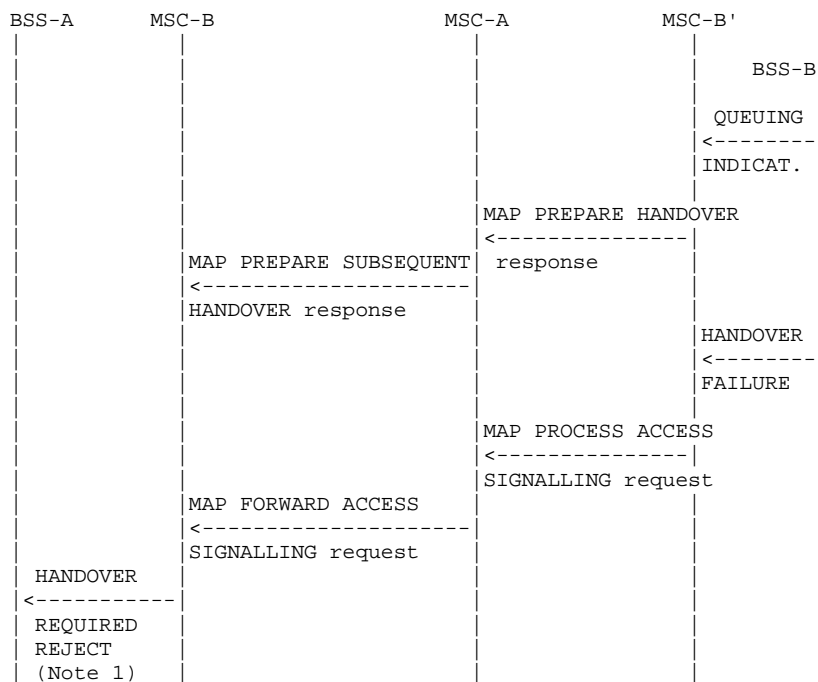 BSS-A MSC-B MSC-A MSC-B'
BSS-B
QUEUING
INDICAT.
MAP PREPARE HANDOVER
MAP PREPARE SUBSEQUENT response
HANDOVER response
HANDOVER
FAILURE
MAP PROCESS ACCESS
SIGNALLING request
MAP FORWARD ACCESS
SIGNALLING request
HANDOVER
REQUIRED
REJECT
(Note 1)